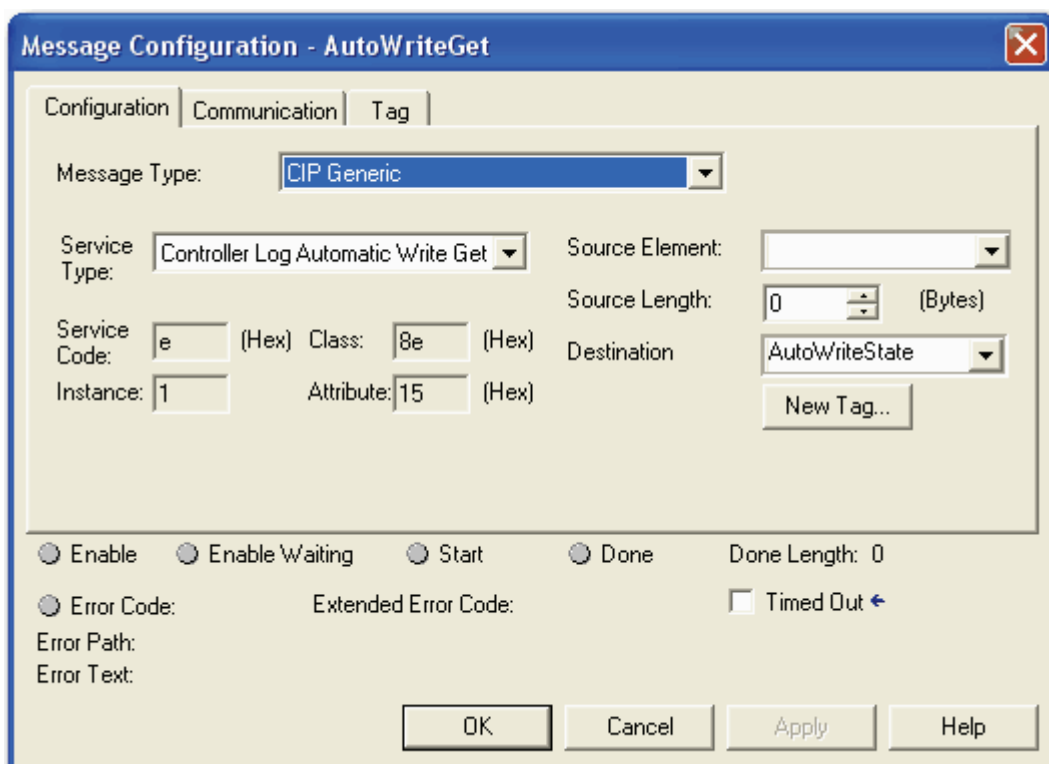 Message Configuration - AutoWriteGet
Configuration Communication Tag
Message Type: CIP Generic
Service Type: Controller Log Automatic Write Get
Source Element:
Source Length: 0 (Bytes)
Service Code: e (Hex) Class: 8e (Hex)
Destination AutoWriteState
Instance: 1 Attribute: 15 (Hex)
New Tag...
Enable Enable Waiting Start Done Done Length: 0
Error Code: Extended Error Code: Timed Out ←
Error Path:
Error Text:
OK Cancel Apply Help